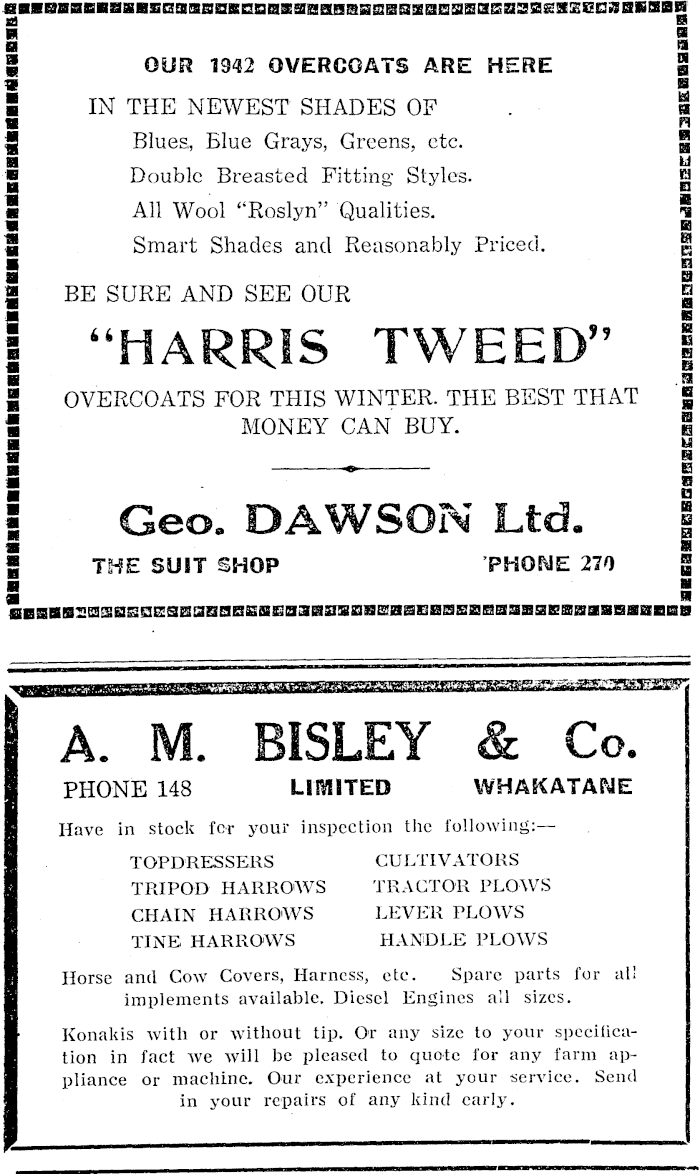 OUR 1942 OVERCOATS ARE HERE
IN THE NEWEST SHADES OF
Blues, Blue Grays, Greens, etc.
Double Breasted Fitting Styles.
All Wool “Roslyn” Qualities.
Smart Shades and Reasonably Priced.
BE SURE AND SEE OUR
“HARRIS TWEED”
OVERCOATS FOR THIS WINTER. THE BEST THAT
MONEY CAN BUY.
Geo. DAWSON Ltd.
THE SUIT SHOP 'PHONE 270
A. M. BISLEY & Co.
PHONE 148 LIMITED WHAKATANE
Have in stock for your inspection the following:—
TOPDRESSERS CULTIVATORS
TRIPOD HARROWS TRACTOR PLOWS
CHAIN HARROWS LEVER PLOWS
TINE HARROWS HANDLE PLOWS
Horse and Cow Covers, Harness, etc. Spare parts for all
implements available. Diesel Engines all sizes.
Konakis with or without tip. Or any size to your specifica-
tion in fact we will be pleased to quote for any farm ap-
pliance or machine. Our experience at your service. Send
in your repairs of any kind early.